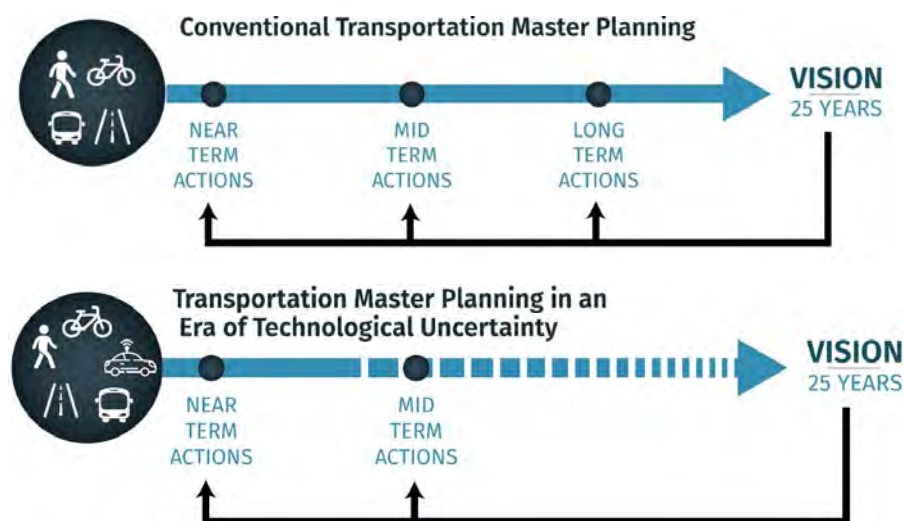 Conventional Transportation Master Planning
VISION
25 YEARS
NEAR
TERM
ACTIONS
MID
TERM
ACTIONS
LONG
TERM
ACTIONS
Transportation Master Planning in an
Era of Technological Uncertainty
VISION
25 YEARS
NEAR
TERM
ACTIONS
MID
TERM
ACTIONS